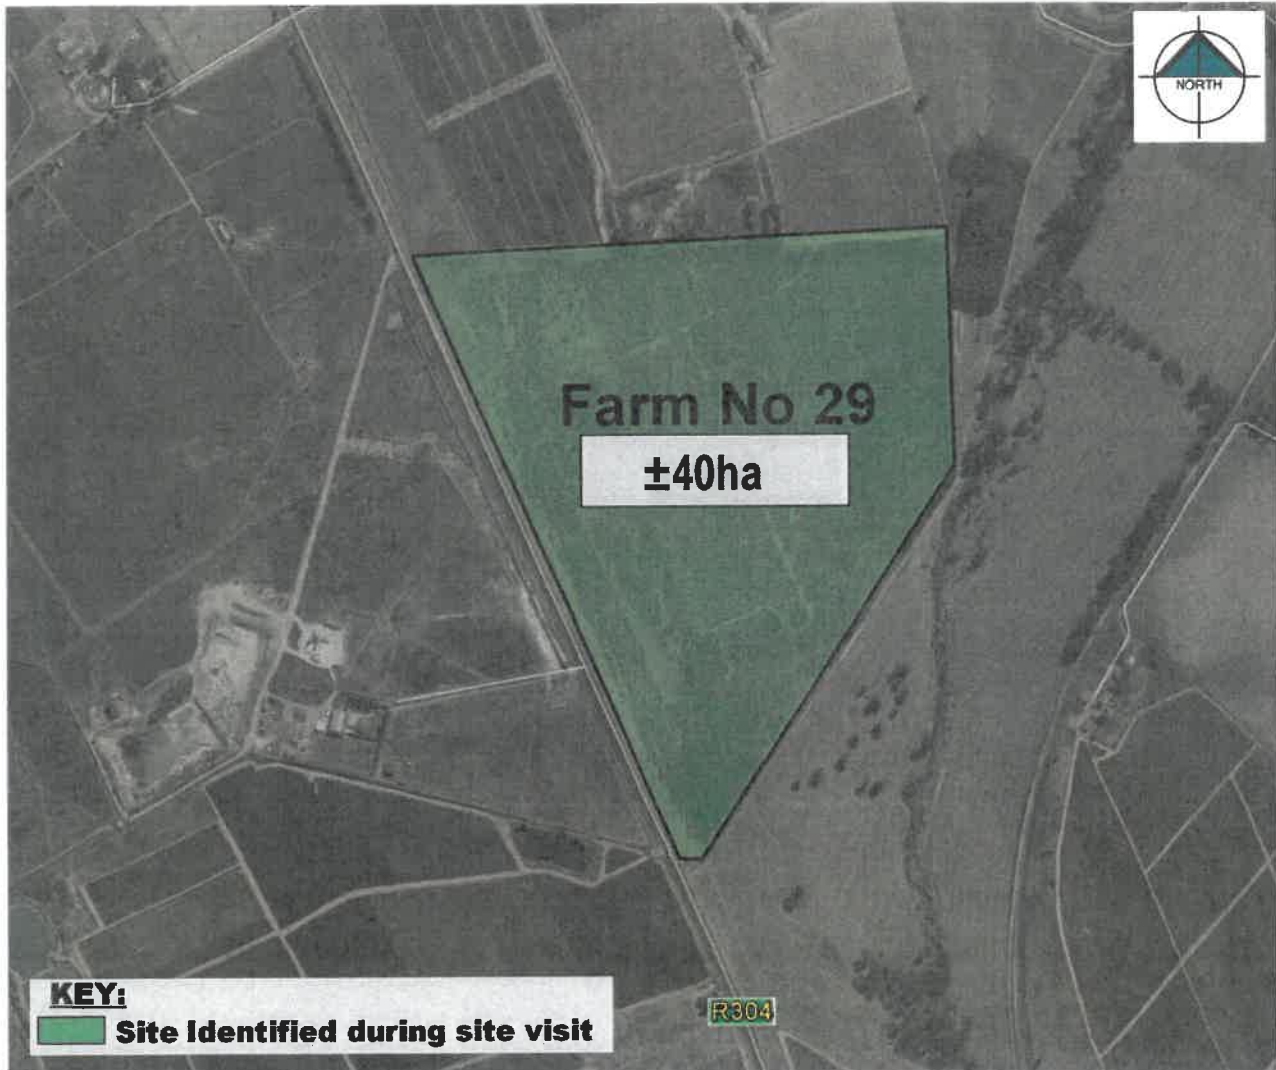 NORTH
Farm No 29
±40ha
KEY:
Site Identified during site visit
R304